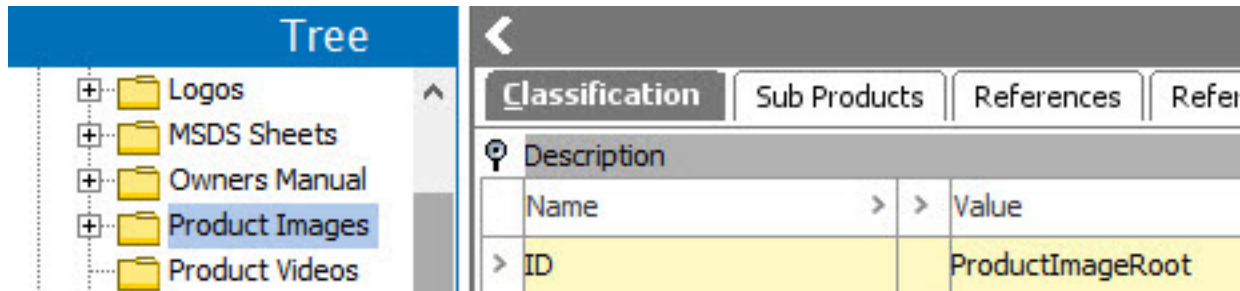 Tree
Logos
MSDS Sheets
Owners Manual
Product Images
Product Videos
Classification Sub Products References Refer
Description
Name > > Value
> ID ProductImageRoot